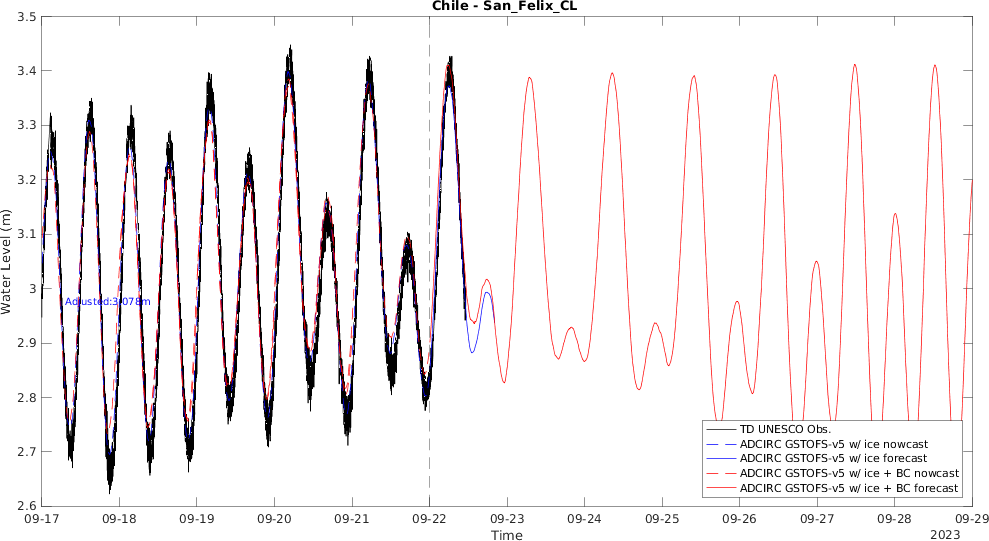 Chile - San_Felix_CL
3.5
3.4
3.3
3.2
3.1
3
2.9
2.8
2.7
2.6
Water Level (m)
Adjusted:3.078m
TD UNESCO Obs.
ADCIRC GSTOFS-v5 w/ ice nowcast
ADCIRC GSTOFS-v5 w/ ice forecast
ADCIRC GSTOFS-v5 w/ ice + BC nowcast
ADCIRC GSTOFS-v5 w/ ice + BC forecast
09-17 09-18 09-19 09-20 09-21 09-22 09-23 09-24 09-25 09-26 09-27 09-28 09-29
Time
2023